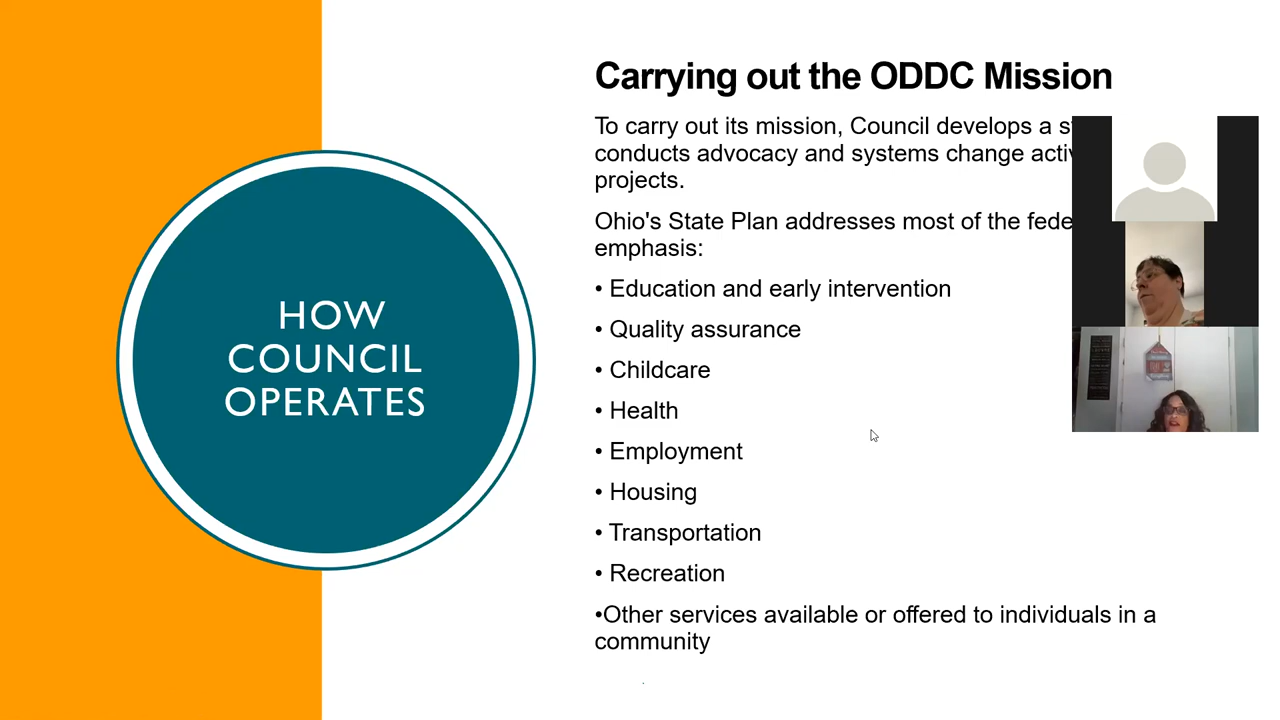 Carrying out the ODDC Mission
To carry out its mission, Council develops a
conducts advocacy and systems change
projects.
Ohio's State Plan addresses most of the
emphasis:
• Education and early intervention
• Quality assurance
• Childcare
• Health
• Employment
• Housing
• Transportation
• Recreation
•Other services available or offered to individuals in a
community
HOW
COUNCIL
OPERATES